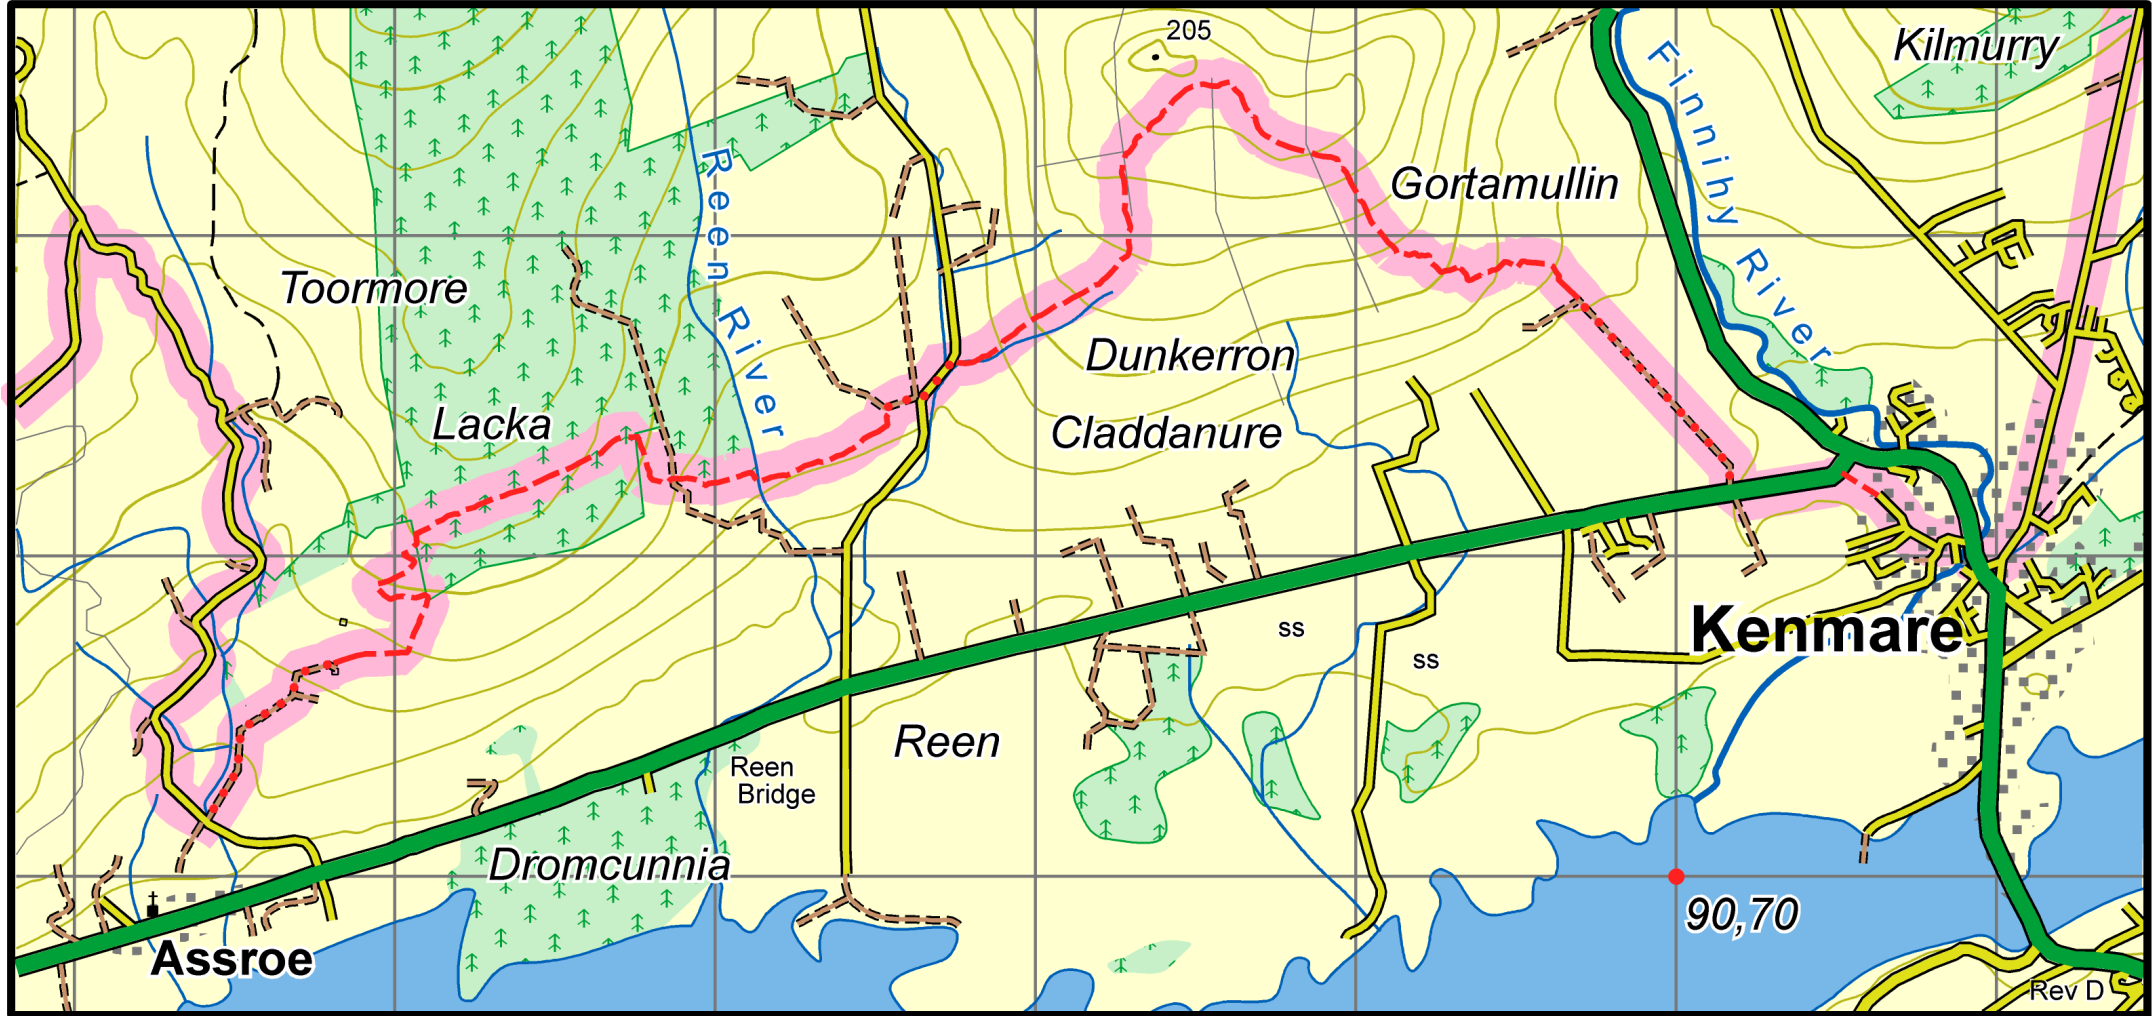 205
Kilmurry
Finnihy River
Reen River
Gortamullin
Toormore
Dunkerron
Lacka
Claddanure
ss
Kenmare
ss
Reen
Reen
Bridge
Dromcunnia
90,70
Assroe
Rev D